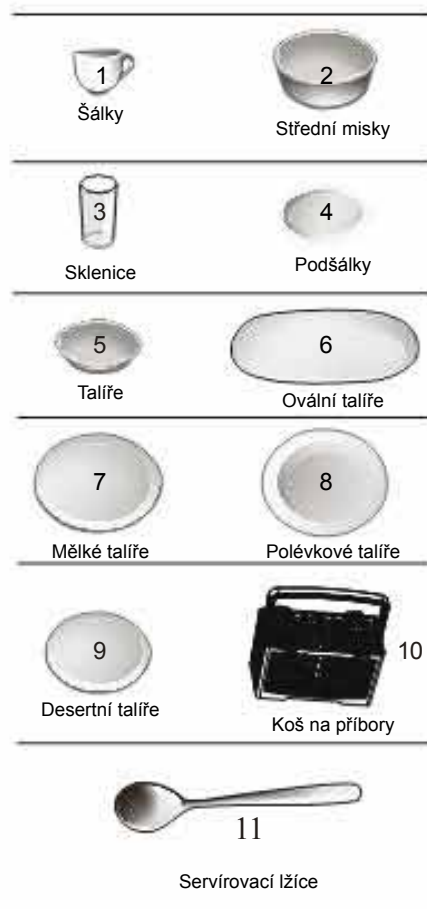 1
2
Šálky
Střední misky
3
4
Sklenice
Podšálky
5
6
Talíře
Ovální talíře
7
8
Mělké talíře
Polévkové talíře
9
10
Desertní talíře
Koš na příbory
11
Servírovací lžíce